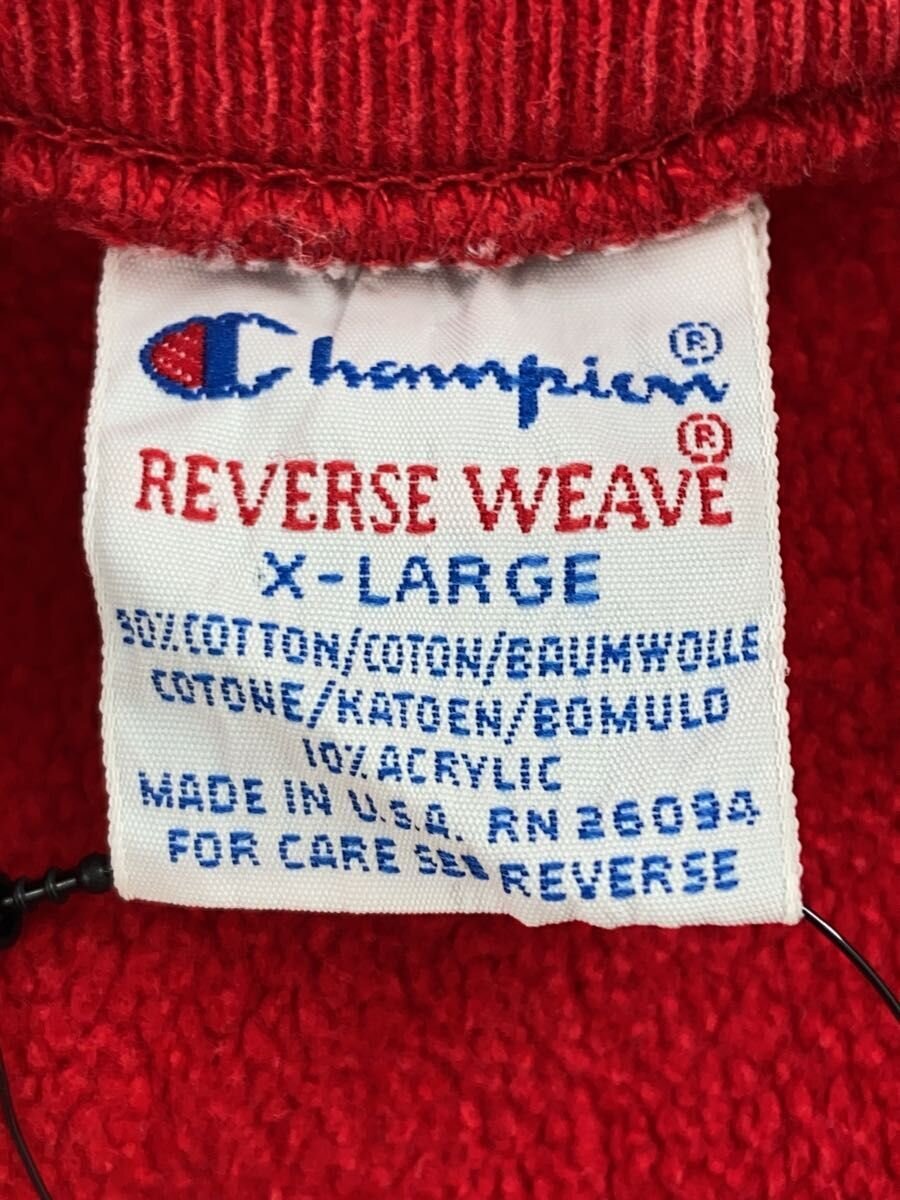 Champion®
REVERSE WEAVE®
X-LARGE
90% COTTON/COTON/BAUMWOLLE
COTONE/KATOEN/BOMULD
10% ACRYLIC
MADE IN U.S.A. RN 26094
FOR CARE SEE REVERSE